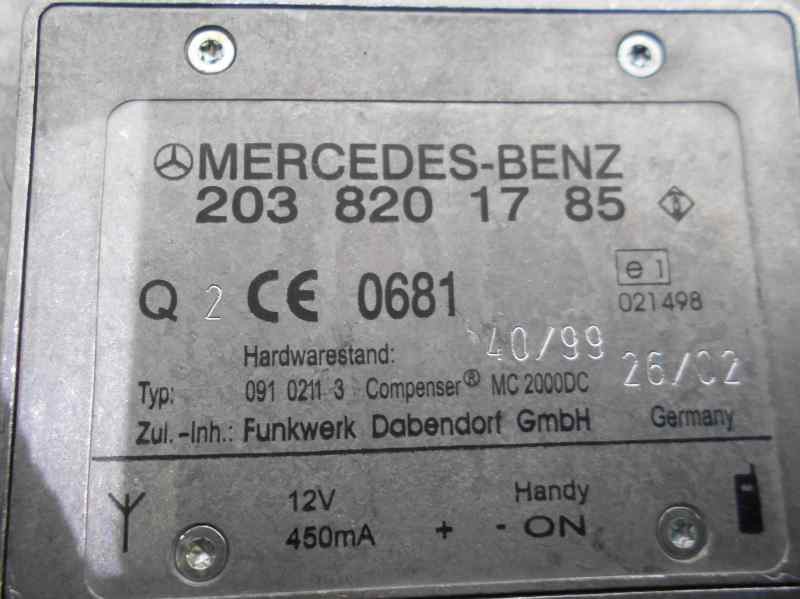 MERCEDES-BENZ
203 820 17 85
Q 2 CE 0681 e1
021498
Hardwarestand: 40/99 26/02
Typ: 091 0211 3 Compenser® MC 2000DC
Zul.-Inh.: Funkwerk Dabendorf GmbH Germany
12V Handy
450mA + - ON